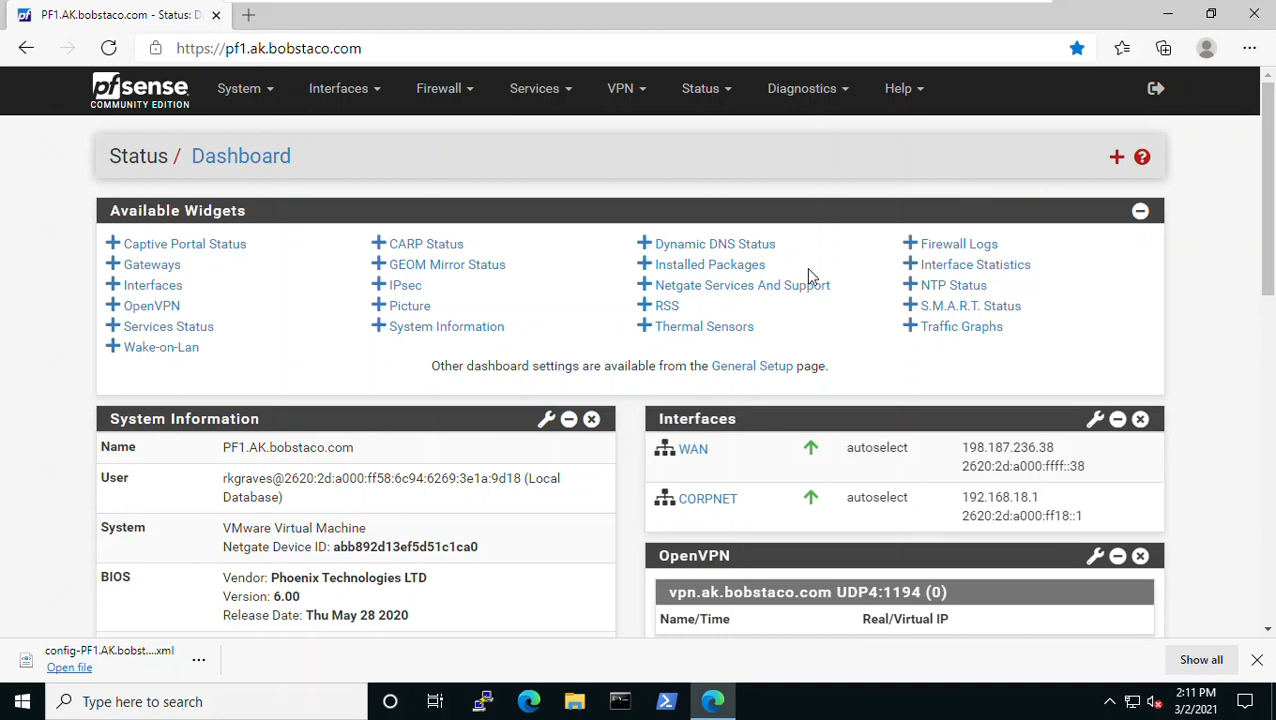 PF1.AK.bobstaco.com - Status: D
https://pf1.ak.bobstaco.com
pfsense
COMMUNITY EDITION
System
Interfaces
Firewall
Services
VPN
Status
Diagnostics
Help
Status / Dashboard
Available Widgets
Captive Portal Status
CARP Status
Dynamic DNS Status
Firewall Logs
Gateways
GEOM Mirror Status
Installed Packages
Interface Statistics
Interfaces
IPsec
Netgate Services And Support
NTP Status
OpenVPN
Picture
RSS
S.M.A.R.T. Status
Services Status
System Information
Thermal Sensors
Traffic Graphs
Wake-on-Lan
Other dashboard settings are available from the General Setup page.
System Information
Name PF1.AK.bobstaco.com
User rkgraves@2620:2d:a000:ff58:6c94:6269:3e1a:9d18 (Local
Database)
System VMware Virtual Machine
Netgate Device ID: abb892d13ef5d51c1ca0
BIOS Vendor: Phoenix Technologies LTD
Version: 6.00
Release Date: Thu May 28 2020
Interfaces
WAN autoselect 198.187.236.38
2620:2d:a000:ffff::38
CORPNET autoselect 192.168.18.1
2620:2d:a000:ff18::1
OpenVPN
vpn.ak.bobstaco.com UDP4:1194 (0)
Name/Time Real/Virtual IP
config-PF1.AK.bobst....xml
Open file
Show all
Type here to search
2:11 PM
3/2/2021